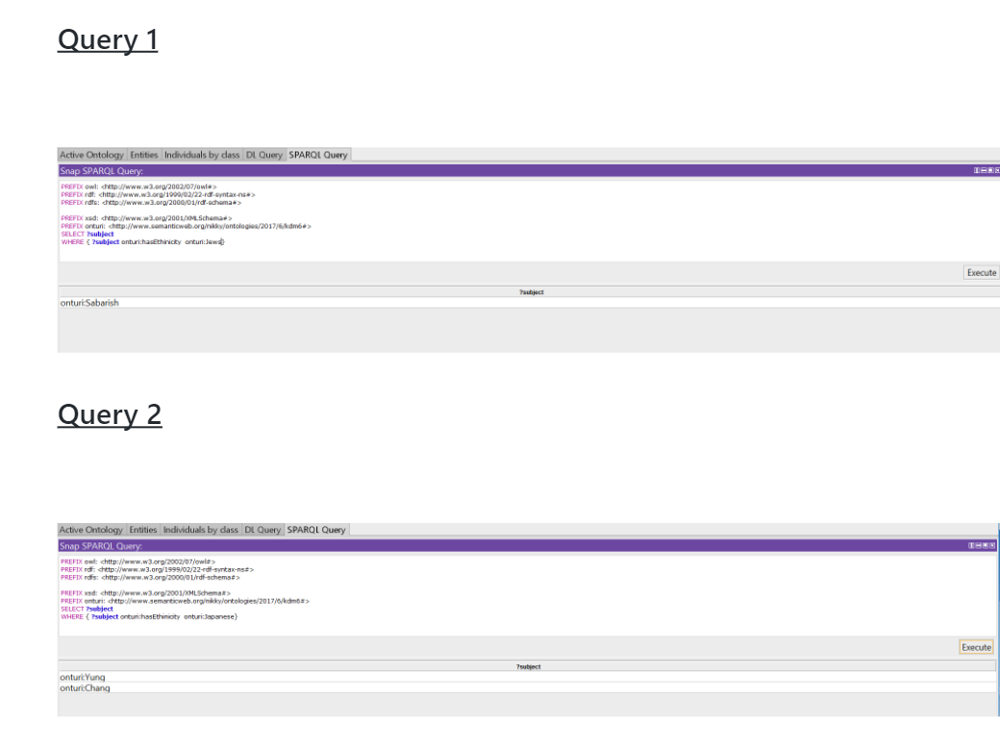 Query 1
Active Ontology Entities Individuals by class DL Query SPARQL Query
Snap SPARQL Query:
PREFIX owl: <http://www.w3.org/2002/07/owl#>
PREFIX rdf: <http://www.w3.org/1999/02/22-rdf-syntax-ns#>
PREFIX rdfs: <http://www.w3.org/2000/01/rdf-schema#>
PREFIX xsd: <http://www.w3.org/2001/XMLSchema#>
PREFIX onturi: <http://www.semanticweb.org/nikky/ontologies/2017/6/kdm6#>
SELECT ?subject
WHERE { ?subject onturi:hasEthinicity onturi:Jews}
Execute
?subject
onturi:Sabarish
Query 2
Active Ontology Entities Individuals by class DL Query SPARQL Query
Snap SPARQL Query:
PREFIX owl: <http://www.w3.org/2002/07/owl#>
PREFIX rdf: <http://www.w3.org/1999/02/22-rdf-syntax-ns#>
PREFIX rdfs: <http://www.w3.org/2000/01/rdf-schema#>
PREFIX xsd: <http://www.w3.org/2001/XMLSchema#>
PREFIX onturi: <http://www.semanticweb.org/nikky/ontologies/2017/6/kdm6#>
SELECT ?subject
WHERE { ?subject onturi:hasEthinicity onturi:Japanese}
Execute
?subject
onturi:Yung
onturi:Chang